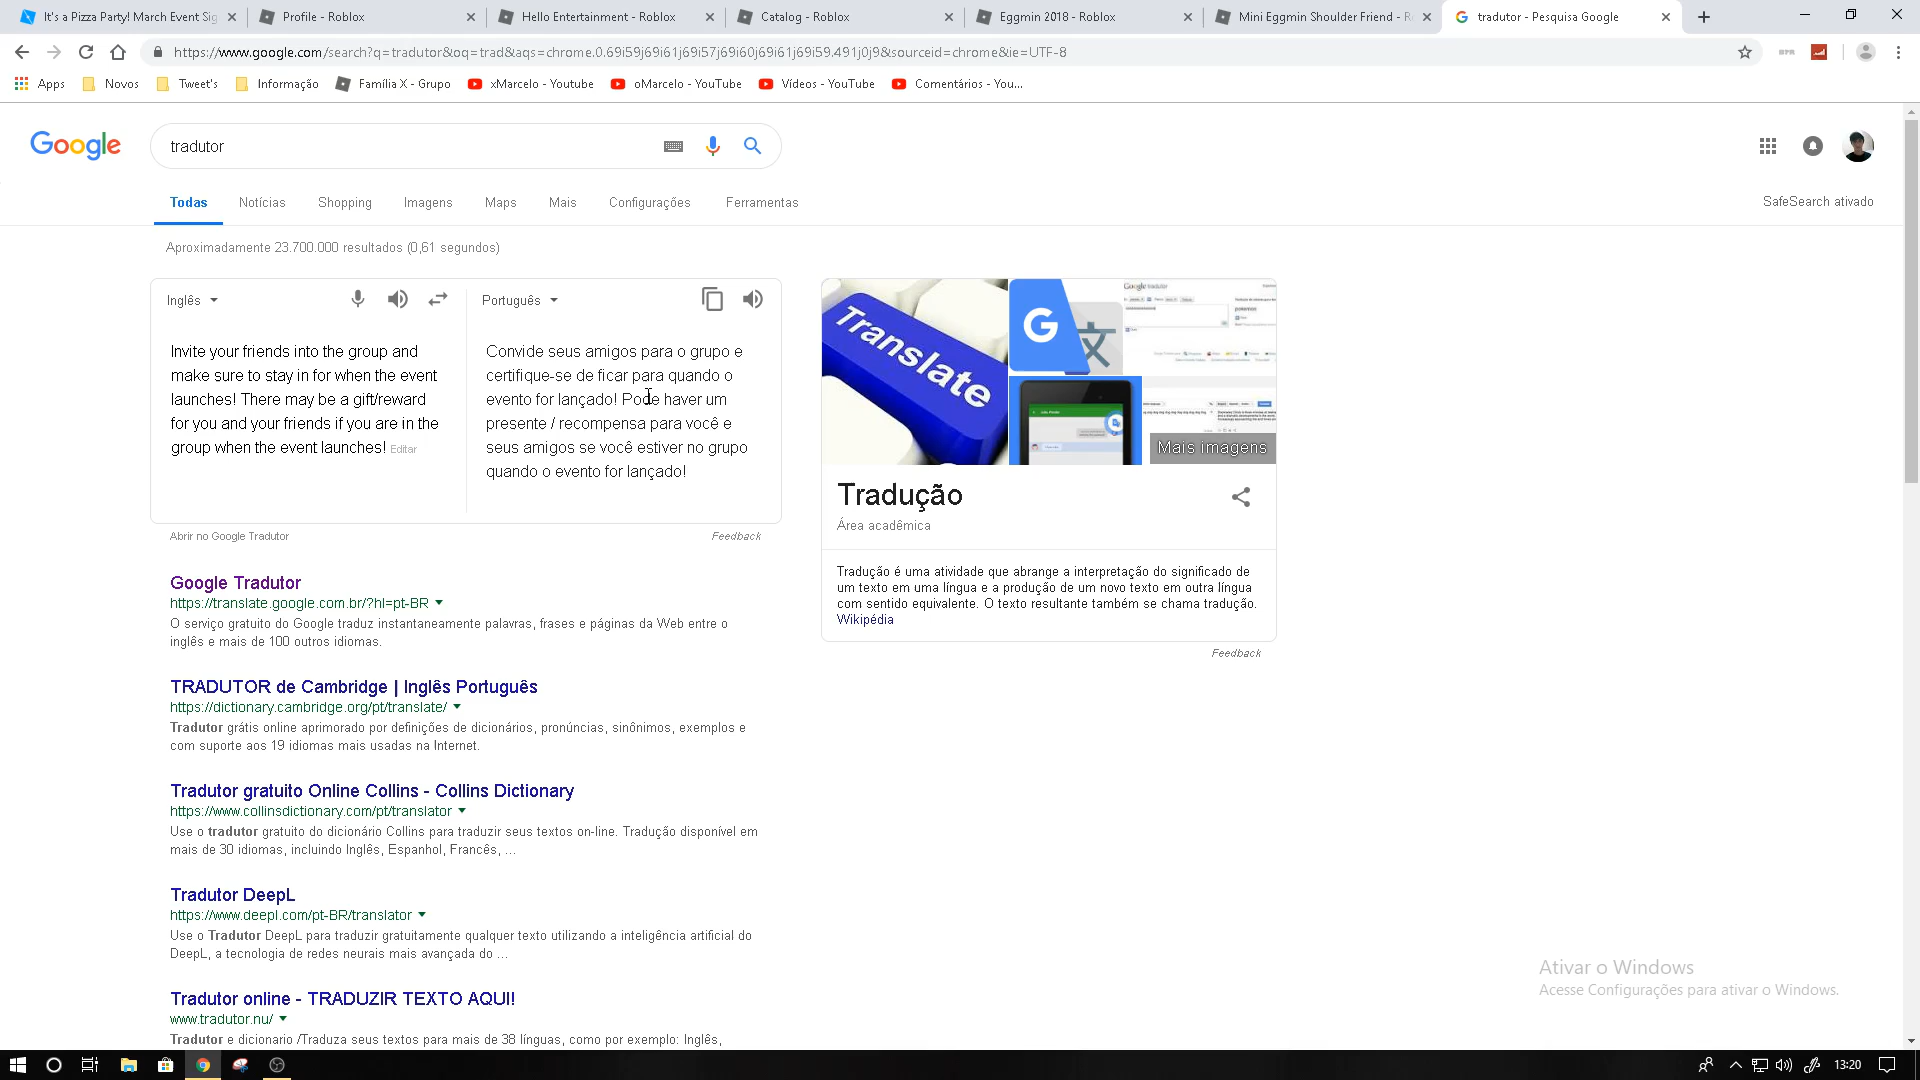 It's a Pizza Party! March Event Sig
Profile - Roblox
Hello Entertainment - Roblox
Catalog - Roblox
Eggmin 2018 - Roblox
Mini Eggmin Shoulder Friend - R
tradutor - Pesquisa Google
https://www.google.com/search?q=tradutor&oq=trad&aqs=chrome.0.69i59j69i61j69i57j69i60j69i61j69i59.491j0j9&sourceid=chrome&ie=UTF-8
Apps
Novos
Tweet's
Informação
Família X - Grupo
xMarcelo - Youtube
oMarcelo - YouTube
Vídeos - YouTube
Comentários - You...
Google
tradutor
Todas
Notícias
Shopping
Imagens
Maps
Mais
Configurações
Ferramentas
SafeSearch ativado
Aproximadamente 23.700.000 resultados (0,61 segundos)
Inglês
Invite your friends into the group and
make sure to stay in for when the event
launches! There may be a gift/reward
for you and your friends if you are in the
group when the event launches! Editar
Português
Convide seus amigos para o grupo e
certifique-se de ficar para quando o
evento for lançado! Pode haver um
presente / recompensa para você e
seus amigos se você estiver no grupo
quando o evento for lançado!
Abrir no Google Tradutor
Feedback
Google Tradutor
https://translate.google.com.br/?hl=pt-BR
O serviço gratuito do Google traduz instantaneamente palavras, frases e páginas da Web entre o
inglês e mais de 100 outros idiomas.
TRADUTOR de Cambridge | Inglês Português
https://dictionary.cambridge.org/pt/translate/
Tradutor grátis online aprimorado por definições de dicionários, pronúncias, sinônimos, exemplos e
com suporte aos 19 idiomas mais usadas na Internet.
Tradutor gratuito Online Collins - Collins Dictionary
https://www.collinsdictionary.com/pt/translator
Use o tradutor gratuito do dicionário Collins para traduzir seus textos on-line. Tradução disponível em
mais de 30 idiomas, incluindo Inglês, Espanhol, Francês, ...
Tradutor DeepL
https://www.deepl.com/pt-BR/translator
Use o Tradutor DeepL para traduzir gratuitamente qualquer texto utilizando a inteligência artificial do
DeepL, a tecnologia de redes neurais mais avançada do ...
Tradutor online - TRADUZIR TEXTO AQUI!
www.tradutor.nu/
Tradutor e dicionario /Traduza seus textos para mais de 38 línguas, como por exemplo: Inglês,
Translate
G
Google
Mais imagens
Tradução
Área acadêmica
Tradução é uma atividade que abrange a interpretação do significado de
um texto em uma língua e a produção de um novo texto em outra língua
com sentido equivalente. O texto resultante também se chama tradução.
Wikipédia
Feedback
Ativar o Windows
Acesse Configurações para ativar o Windows.
13:20